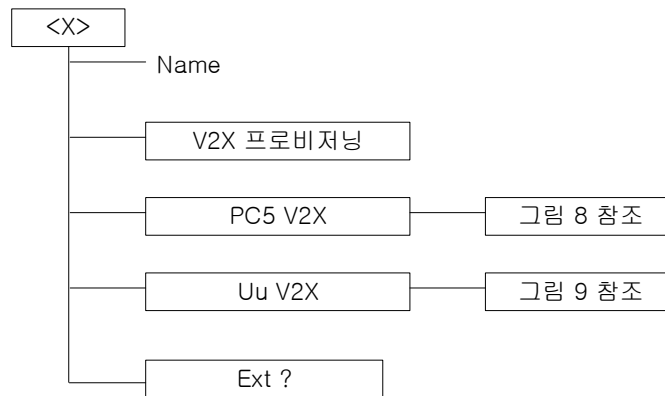 <X>
Name
V2X 프로비저닝
PC5 V2X
그림 8 참조
Uu V2X
그림 9 참조
Ext ?